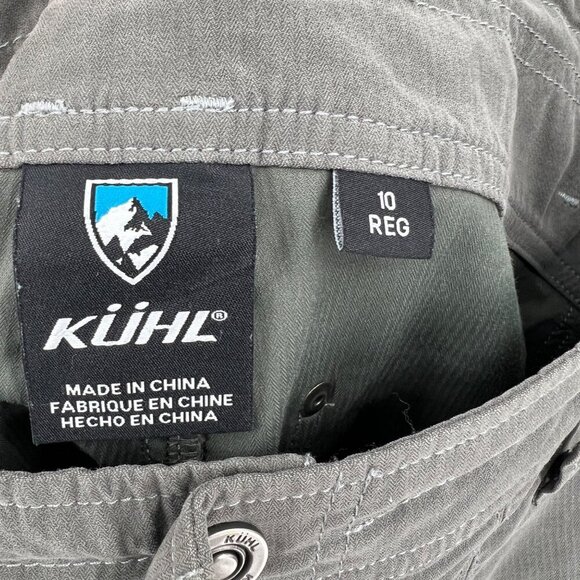 KÜHL®
MADE IN CHINA
FABRIQUE EN CHINE
HECHO EN CHINA
10
REG
KÜHL